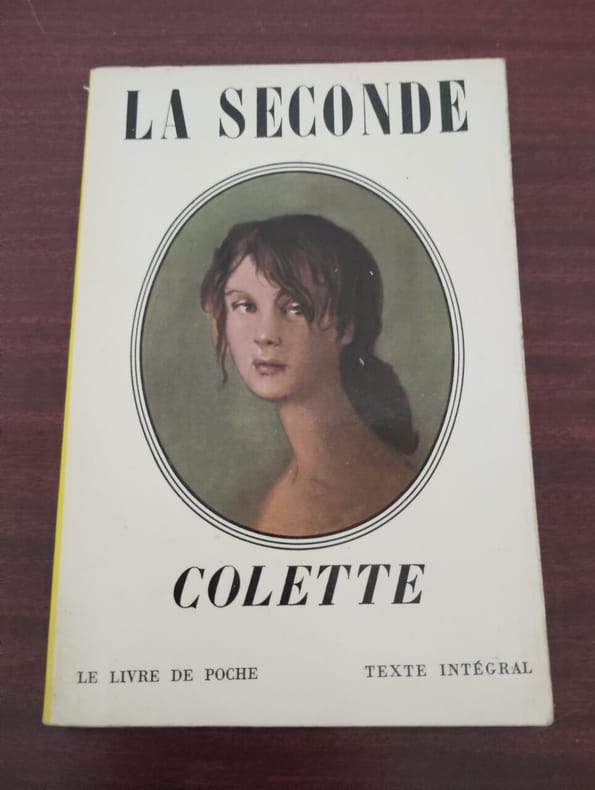 LA SECONDE
COLETTE
LE LIVRE DE POCHE TEXTE INTÉGRAL